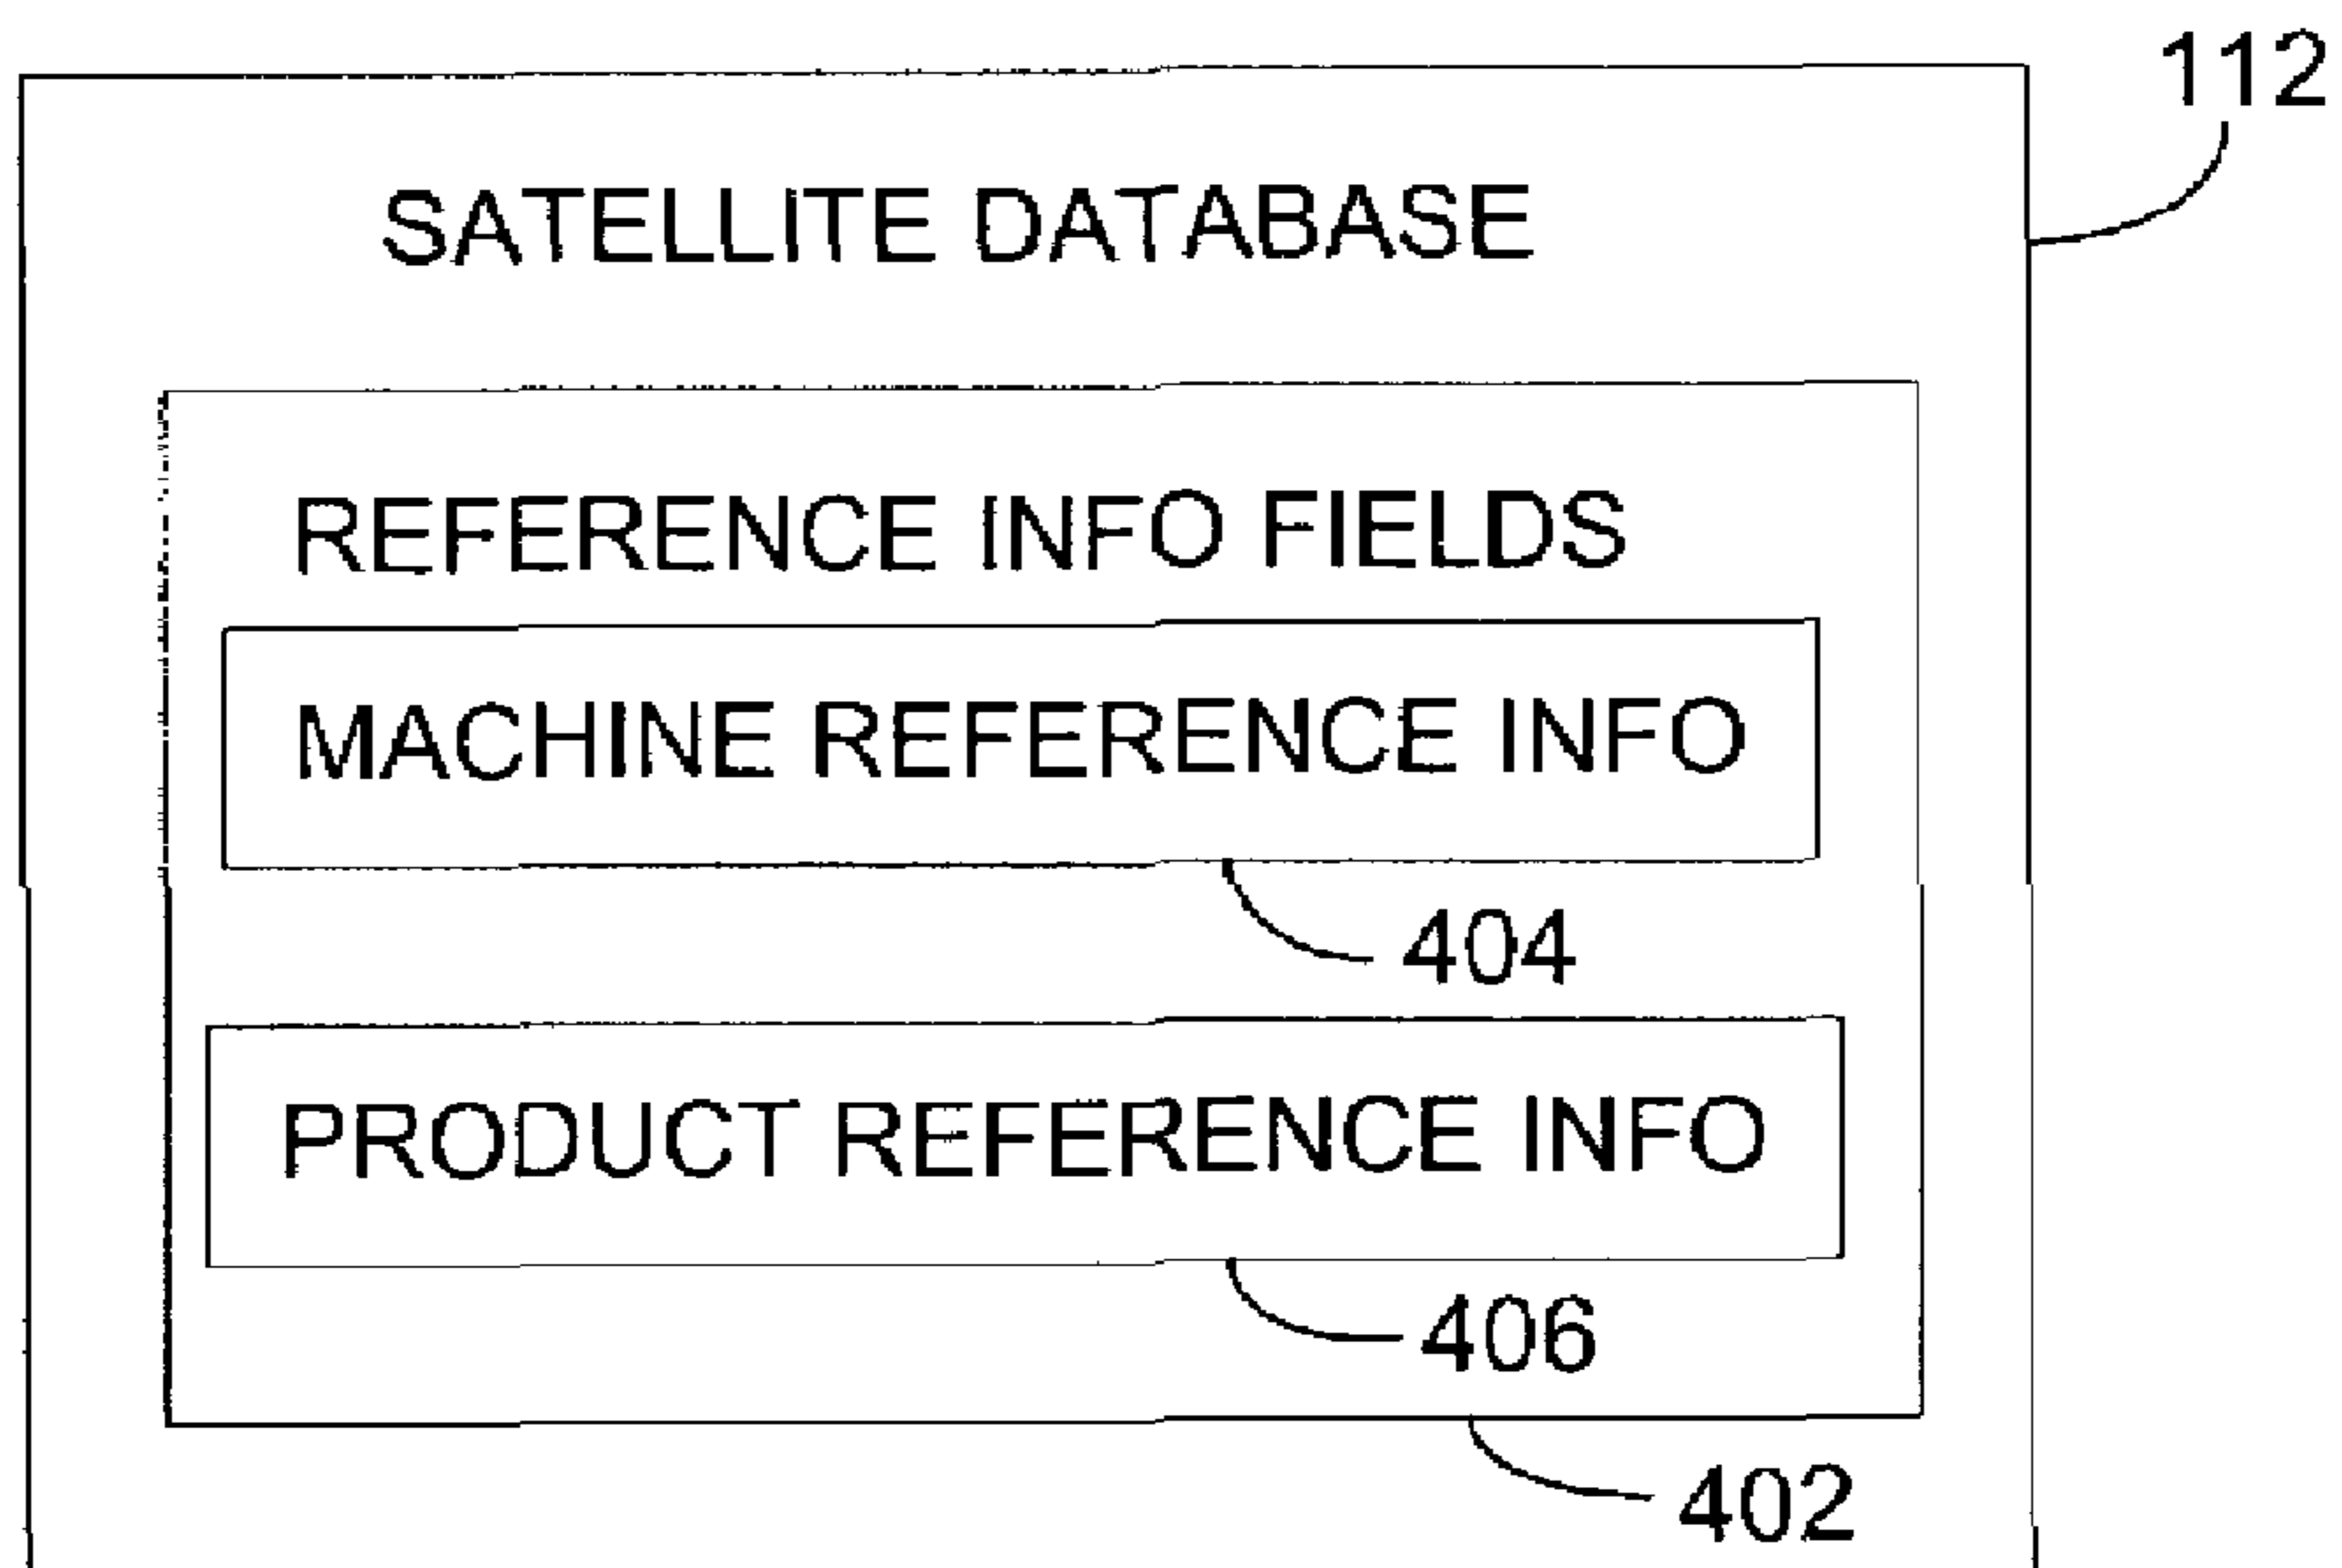 112
SATELLITE DATABASE
REFERENCE INFO FIELDS
MACHINE REFERENCE INFO
404
PRODUCT REFERENCE INFO
406
402